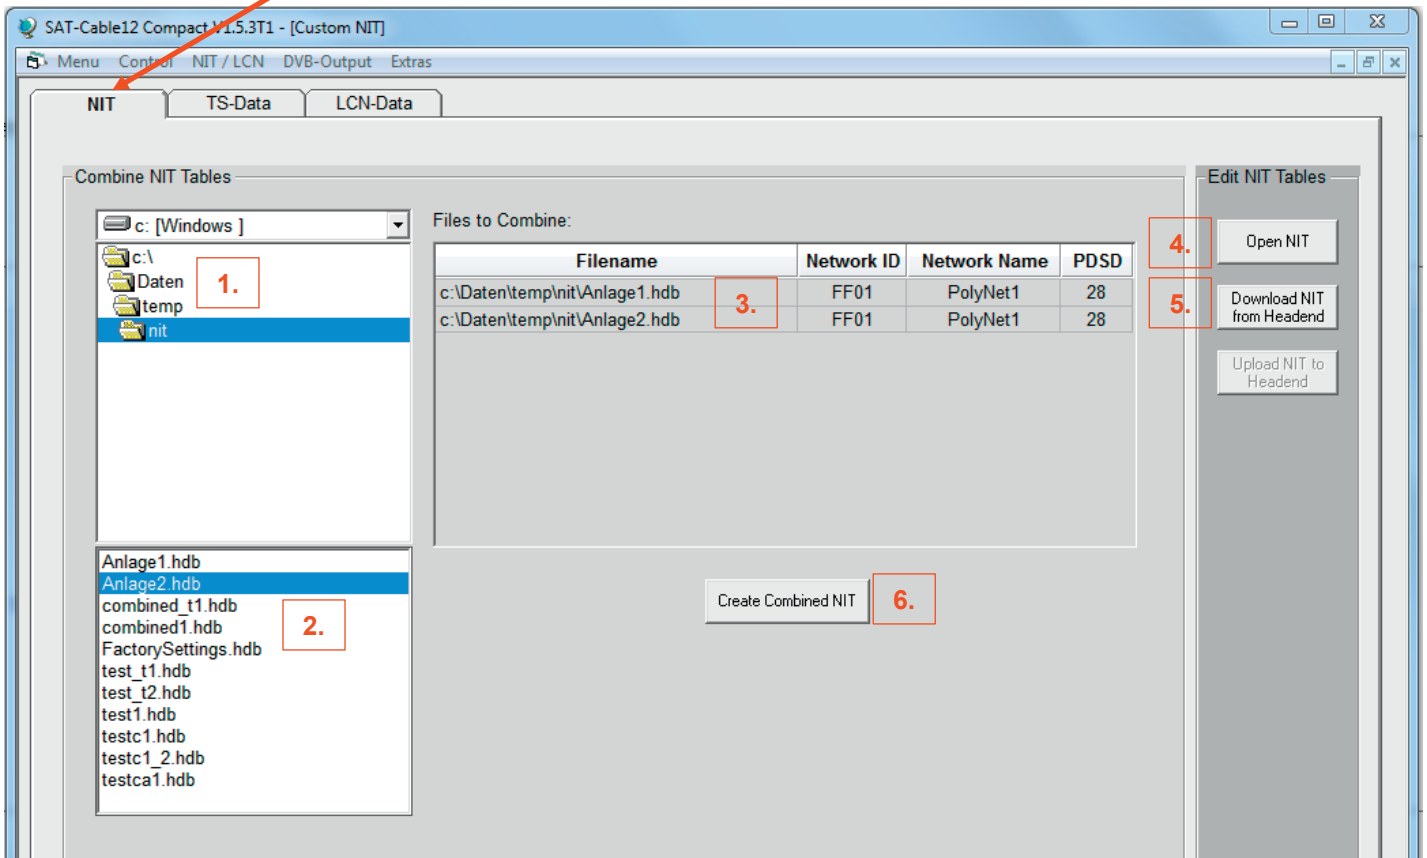 SAT-Cable12 Compact V1.5.3T1 - [Custom NIT]
Menu Control NIT / LCN DVB-Output Extras
NIT TS-Data LCN-Data
Combine NIT Tables
Edit NIT Tables
c: [Windows ]
Files to Combine:
4. Open NIT
c:\
Daten
temp
nit
1.
Filename Network ID Network Name PDSD
c:\Daten\temp\nit\Anlage1.hdb FF01 PolyNet1 28
c:\Daten\temp\nit\Anlage2.hdb FF01 PolyNet1 28
3.
5. Download NIT
from Headend
Upload NIT to
Headend
Anlage1.hdb
Anlage2.hdb
combined_t1.hdb
combined1.hdb
FactorySettings.hdb
test_t1.hdb
test_t2.hdb
test1.hdb
testc1.hdb
testc1_2.hdb
testca1.hdb
2.
Create Combined NIT 6.